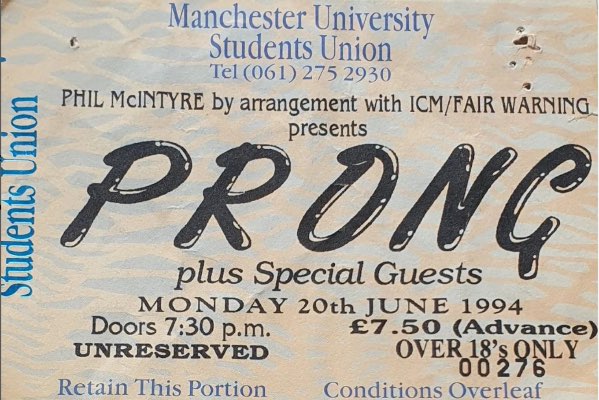 Manchester University
Students Union
Tel (061) 275 2930
PHIL McINTYRE by arrangement with ICM/FAIR WARNING
presents
PRONG
plus Special Guests
MONDAY 20th JUNE 1994
Doors 7:30 p.m.
£7.50 (Advance)
UNRESERVED
OVER 18's ONLY
00276
Retain This Portion
Conditions Overleaf
Students Union